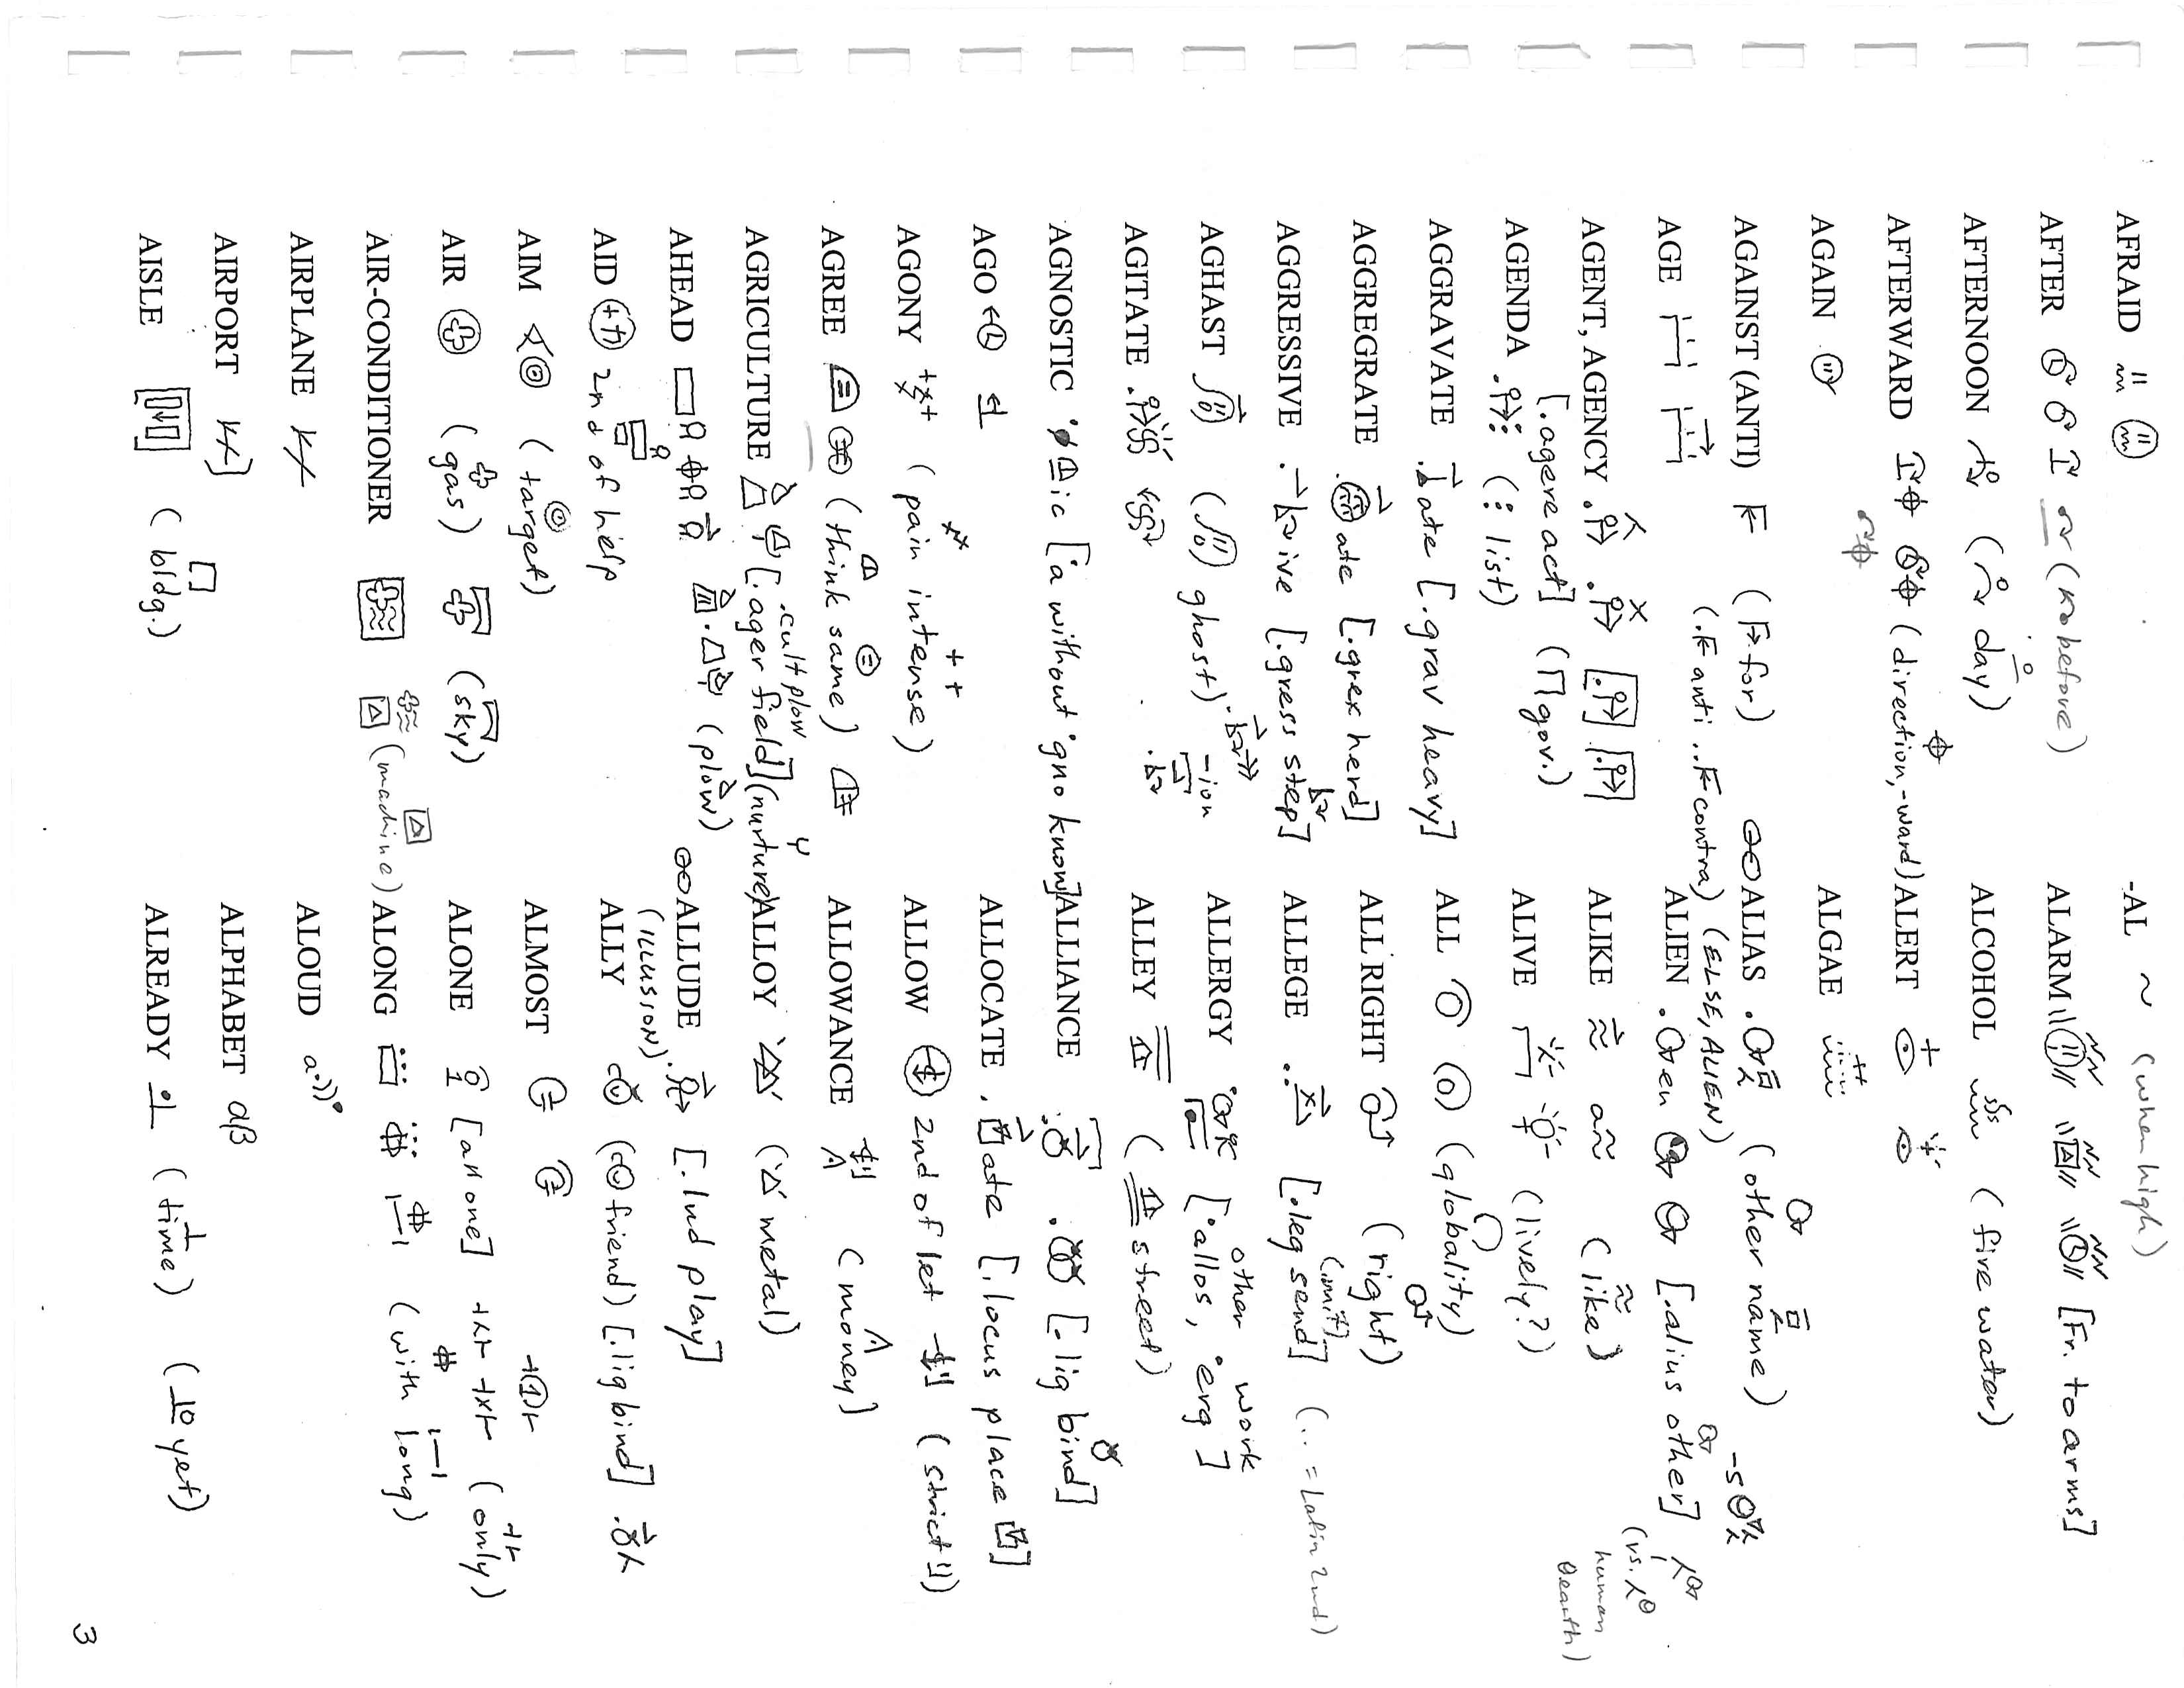 AFRAID
AFTER (before)
AFTERNOON (day)
AFTERWARD (direction, -ward)
AGAIN
AGAINST (ANTI) (for)
(. anti .. contra)
AGE
AGENT, AGENCY
[.agere act] (gov.)
AGENDA (: list)
AGGRAVATE .ate [.grav heavy]
AGGREGRATE .ate [.grex herd]
AGGRESSIVE .ive [.gress step]
AGHAST (ghost) -ion
AGITATE
AGNOSTIC ic [a without gno know]
AGO
AGONY (pain intense)
AGREE (think same)
AGRICULTURE [.ager field] .cult plow (nurture)
(plow)
AHEAD
AID 2nd of help
AIM (target)
AIR (gas) (sky)
AIR-CONDITIONER (machine)
AIRPLANE
AIRPORT
AISLE (bldg.)
-AL ~ (when high)
ALARM [Fr. to arms]
ALCOHOL (fire water)
ALERT
ALGAE
ALIAS (other name) -s
(ELSE, ALIEN)
ALIEN .en [.alius other]
(vs. human
earth)
ALIKE a≈ (like)
ALIVE (lively?)
ALL (globality)
ALL RIGHT (right)
ALLEGE [.leg send] (.. = Latin 2nd)
(omit)
ALLERGY [.allos, .erg]
other work
ALLEY (street)
ALLIANCE [.lig bind]
ALLOCATE .ate [.locus place]
ALLOW 2nd of let (strict)
ALLOWANCE (money)
ALLOY (metal)
ALLUDE [.lud play]
(ILLUSION)
ALLY (friend) [.lig bind]
ALMOST
ALONE [all one] (only)
ALONG (with long)
ALOUD a
ALPHABET αβ
ALREADY (time) (yet)
3